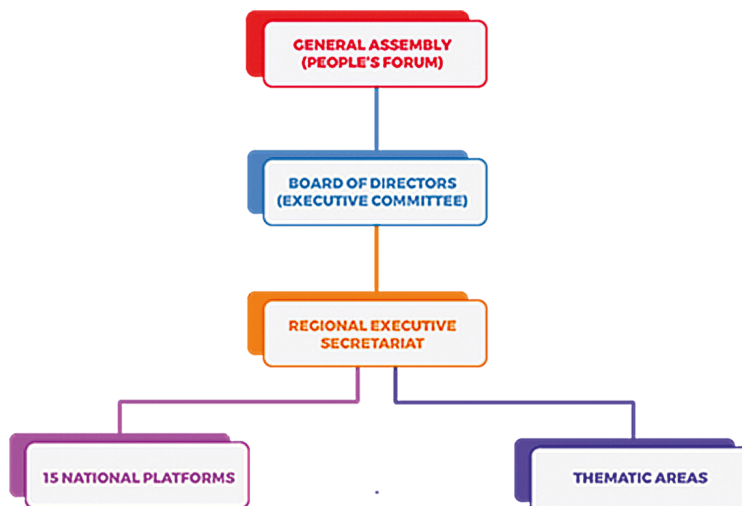 GENERAL ASSEMBLY
(PEOPLE'S FORUM)
BOARD OF DIRECTORS
(EXECUTIVE COMMITTEE)
REGIONAL EXECUTIVE
SECRETARIAT
15 NATIONAL PLATFORMS
THEMATIC AREAS